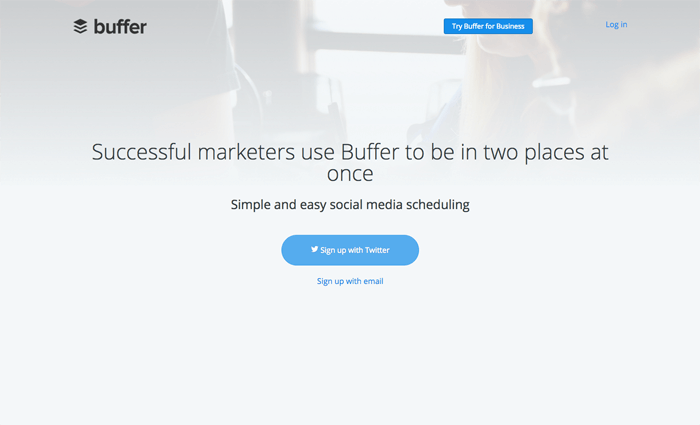 buffer
Try Buffer for Business
Log in
Successful marketers use Buffer to be in two places at
once
Simple and easy social media scheduling
Sign up with Twitter
Sign up with email